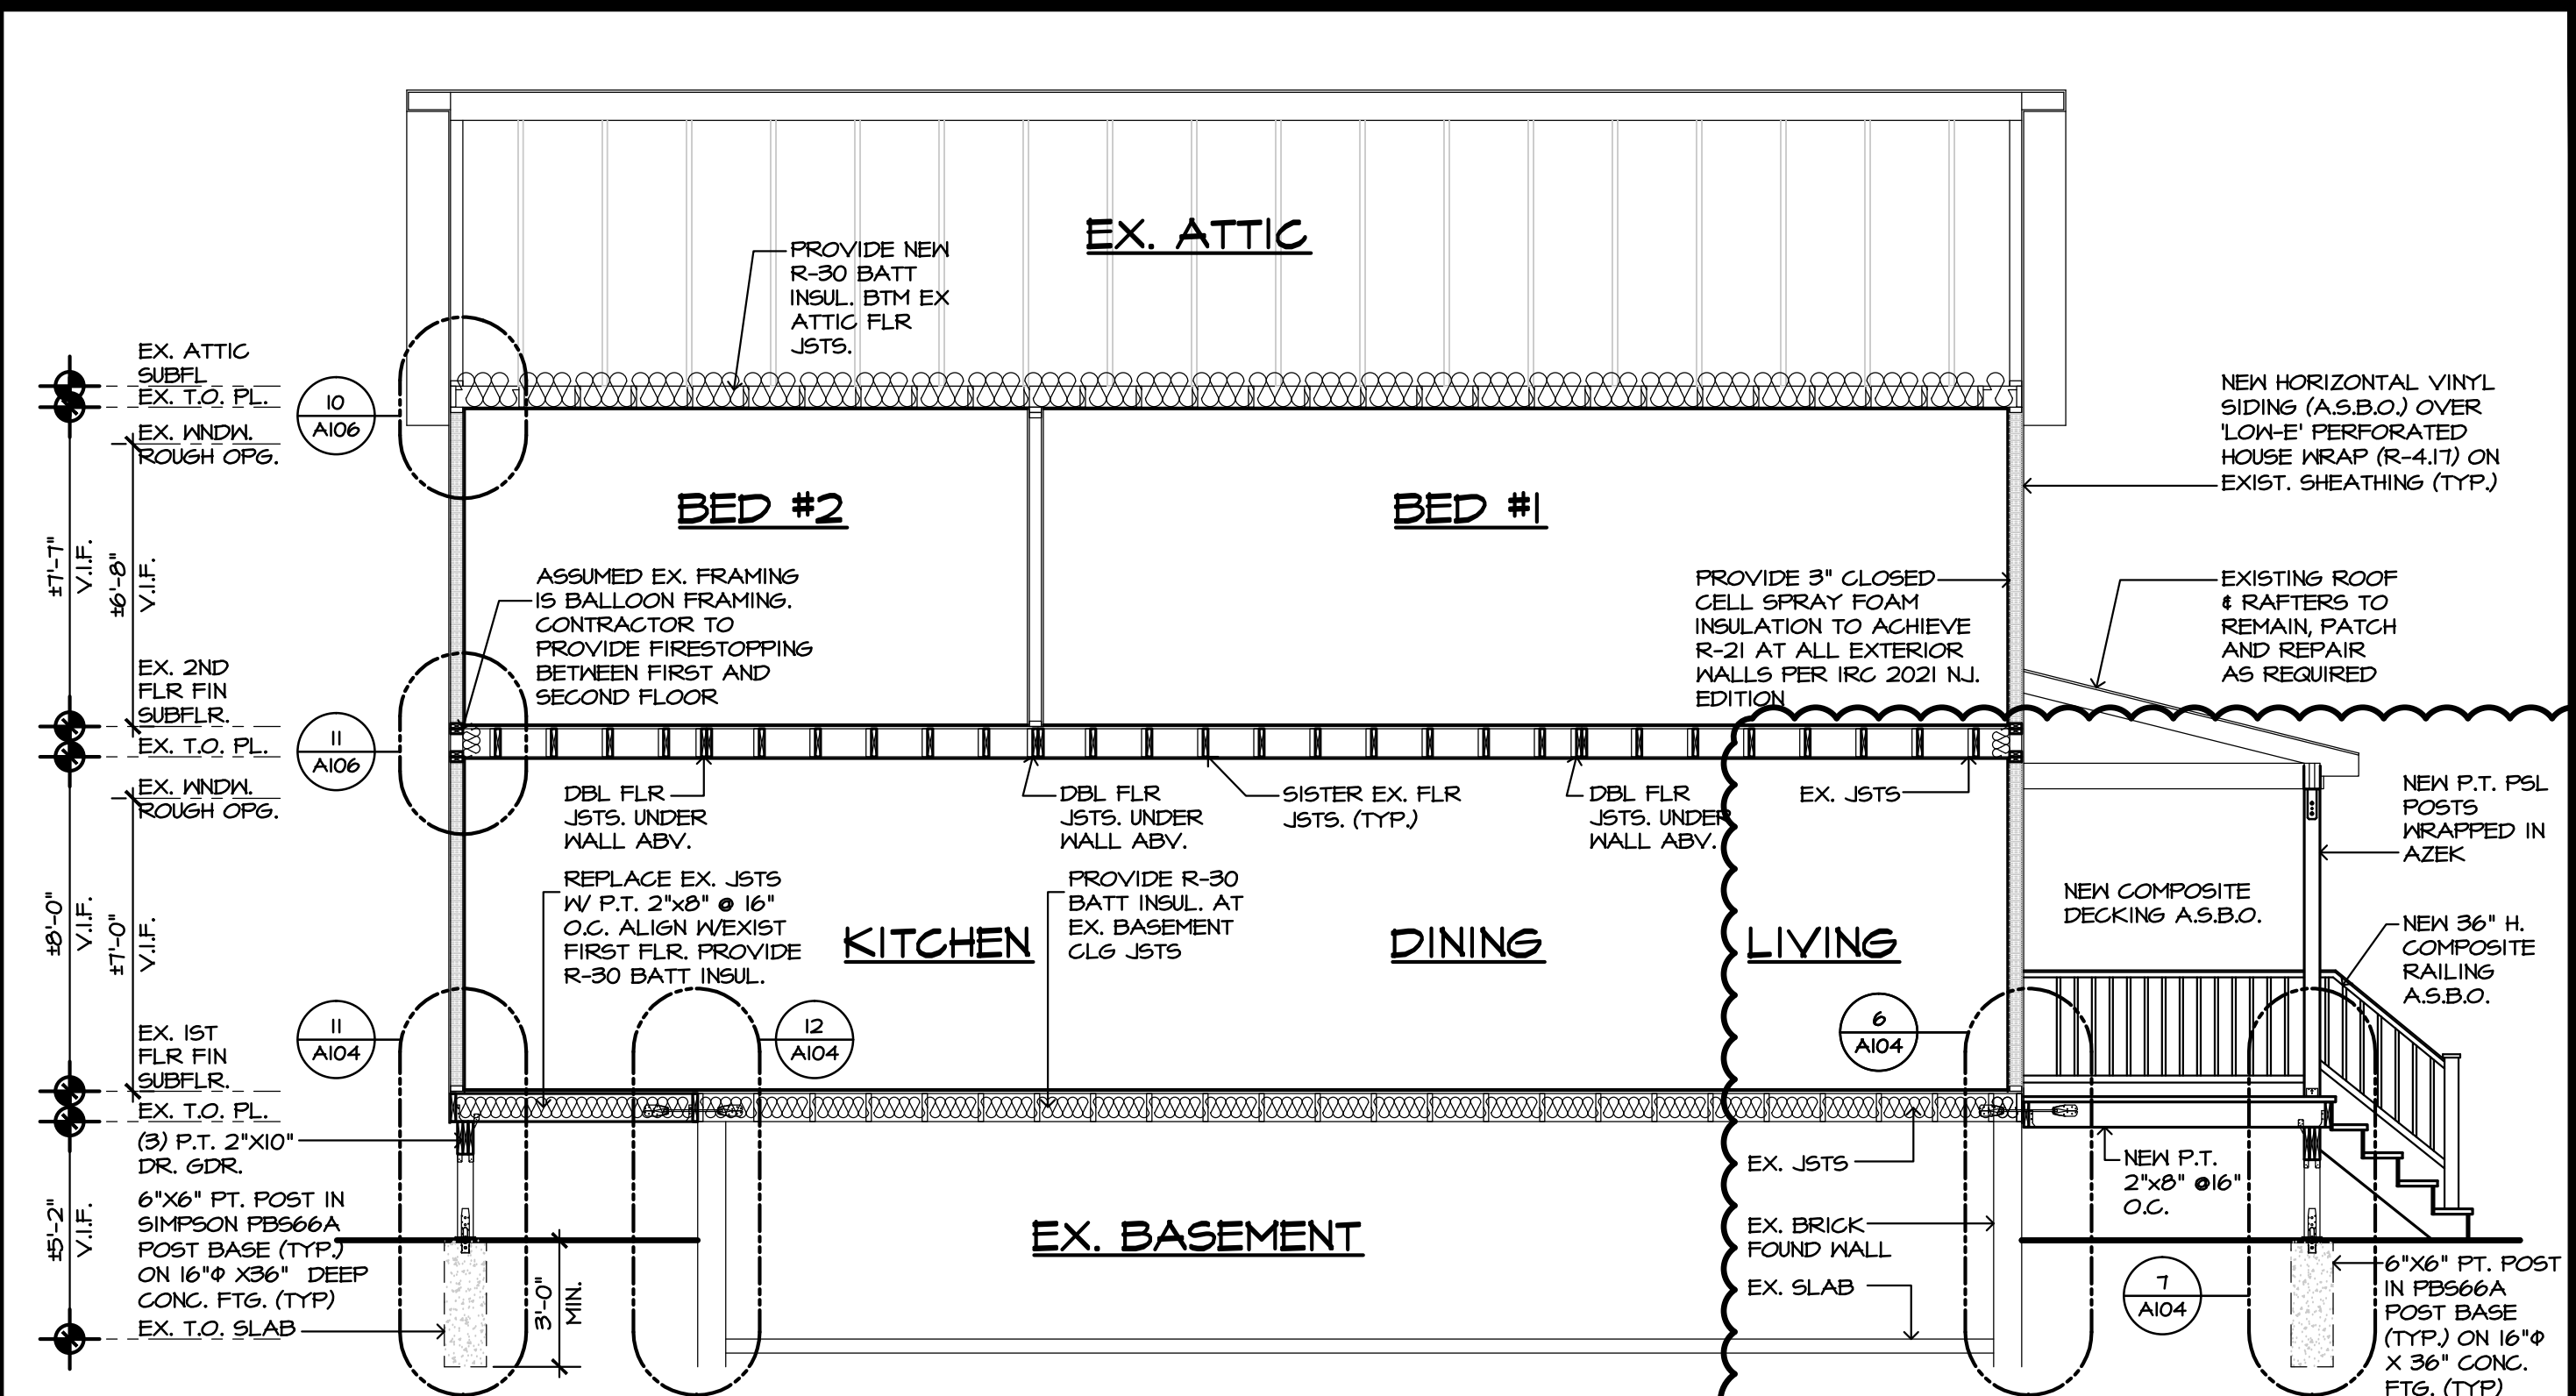 EX. ATTIC
PROVIDE NEW
R-30 BATT
INSUL. BTM EX
ATTIC FLR
JSTS.
EX. ATTIC
SUBFL
EX. T.O. PL.
EX. WNDW.
ROUGH OPG.
10
A106
NEW HORIZONTAL VINYL
SIDING (A.S.B.O.) OVER
'LOW-E' PERFORATED
HOUSE WRAP (R-4.17) ON
EXIST. SHEATHING (TYP.)
BED #2
BED #1
±7'-7"
V.I.F.
±6'-8"
V.I.F.
ASSUMED EX. FRAMING
IS BALLOON FRAMING.
CONTRACTOR TO
PROVIDE FIRESTOPPING
BETWEEN FIRST AND
SECOND FLOOR
PROVIDE 3" CLOSED
CELL SPRAY FOAM
INSULATION TO ACHIEVE
R-21 AT ALL EXTERIOR
WALLS PER IRC 2021 NJ.
EDITION
EXISTING ROOF
& RAFTERS TO
REMAIN, PATCH
AND REPAIR
AS REQUIRED
EX. 2ND
FLR FIN
SUBFLR.
EX. T.O. PL.
EX. WNDW.
ROUGH OPG.
11
A106
DBL FLR
JSTS. UNDER
WALL ABV.
DBL FLR
JSTS. UNDER
WALL ABV.
SISTER EX. FLR
JSTS. (TYP.)
DBL FLR
JSTS. UNDER
WALL ABV.
EX. JSTS
NEW P.T. PSL
POSTS
WRAPPED IN
AZEK
REPLACE EX. JSTS
W/ P.T. 2"x8" @ 16"
O.C. ALIGN W/EXIST
FIRST FLR. PROVIDE
R-30 BATT INSUL.
PROVIDE R-30
BATT INSUL. AT
EX. BASEMENT
CLG JSTS
KITCHEN
DINING
LIVING
NEW COMPOSITE
DECKING A.S.B.O.
NEW 36" H.
COMPOSITE
RAILING
A.S.B.O.
±8'-0"
V.I.F.
±7'-0"
V.I.F.
EX. 1ST
FLR FIN
SUBFLR.
EX. T.O. PL.
11
A104
12
A104
6
A104
(3) P.T. 2"X10"
DR. GDR.
6"X6" PT. POST IN
SIMPSON PBS66A
POST BASE (TYP.)
ON 16"Φ X36" DEEP
CONC. FTG. (TYP)
EX. T.O. SLAB
±5'-2"
V.I.F.
3'-0"
MIN.
EX. BASEMENT
EX. JSTS
EX. BRICK
FOUND WALL
EX. SLAB
NEW P.T.
2"x8" @16"
O.C.
7
A104
6"X6" PT. POST
IN PBS66A
POST BASE
(TYP.) ON 16"Φ
X 36" CONC.
FTG. (TYP)